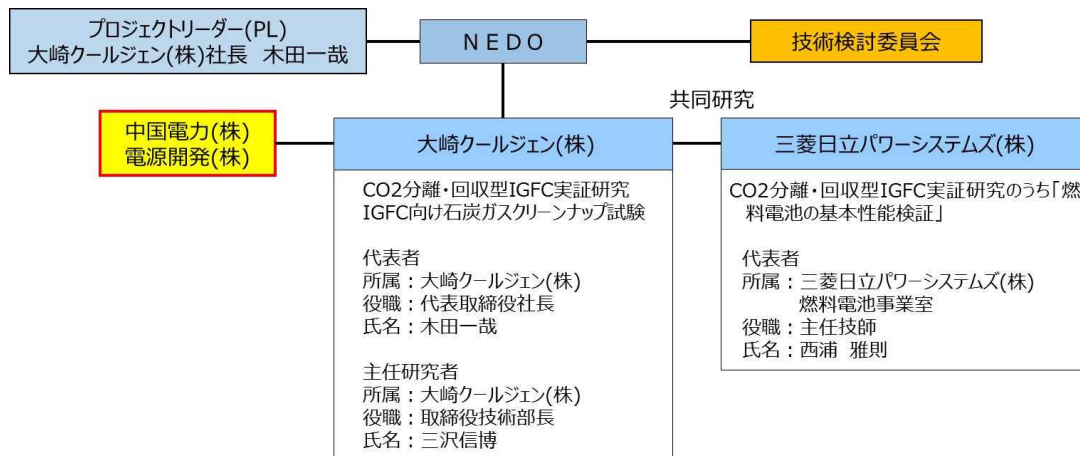 プロジェクトリーダー(PL)
大崎クールジェン(株)社長 木田一哉
NEDO
技術検討委員会
共同研究
中国電力(株)
電源開発(株)
大崎クールジェン(株)
三菱日立パワーシステムズ(株)
CO2分離・回収型IGFC実証研究
IGFC向け石炭ガスクリーンナップ試験
代表者
所属:大崎クールジェン(株)
役職:代表取締役社長
氏名:木田一哉
主任研究者
所属:大崎クールジェン(株)
役職:取締役技術部長
氏名:三沢信博
CO2分離・回収型IGFC実証研究のうち「燃
料電池の基本性能検証」
代表者
所属:三菱日立パワーシステムズ(株)
燃料電池事業室
役職:主任技師
氏名:西浦 雅則